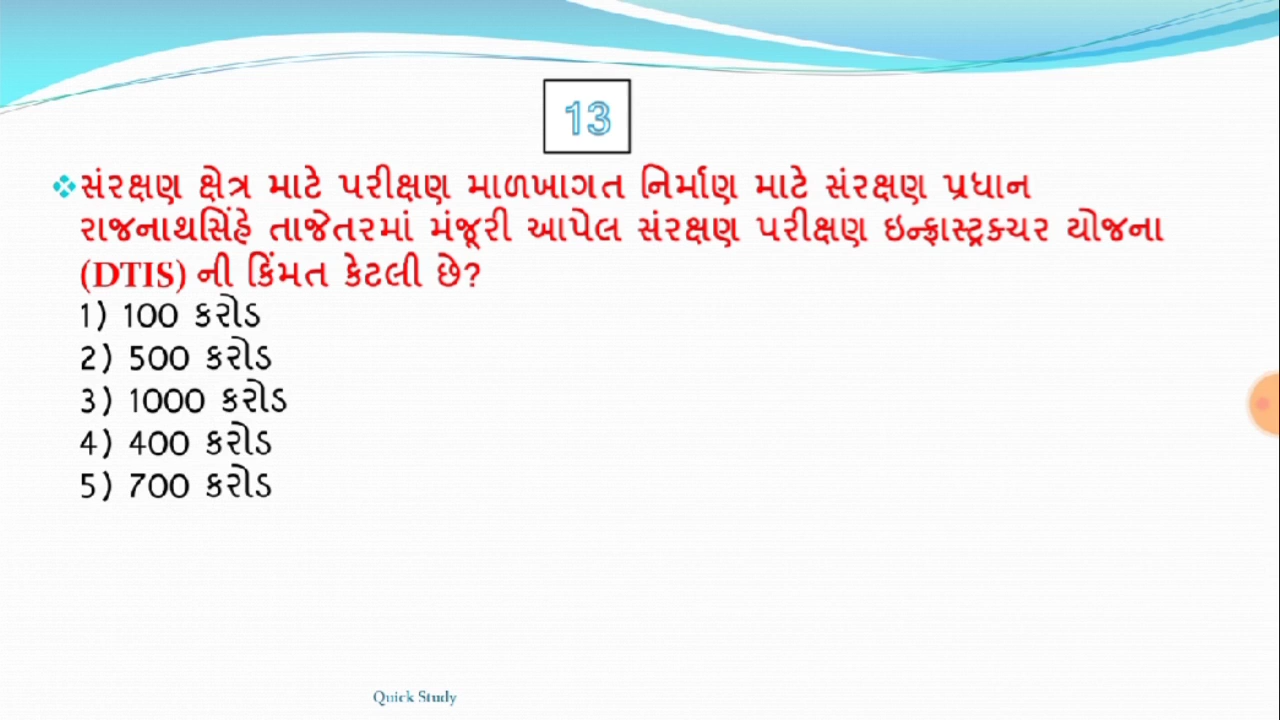 13
❖સંરક્ષણ ક્ષેત્ર માટે પરીક્ષણ માળખાગત નિર્માણ માટે સંરક્ષણ પ્રધાન
રાજનાથસિંહે તાજેતરમાં મંજૂરી આપેલ સંરક્ષણ પરીક્ષણ ઇન્ફ્રાસ્ટ્રક્ચર યોજના
(DTIS) ની કિંમત કેટલી છે?
1) 100 કરોડ
2) 500 કરોડ
3) 1000 કરોડ
4) 400 કરોડ
5) 700 કરોડ
Quick Study